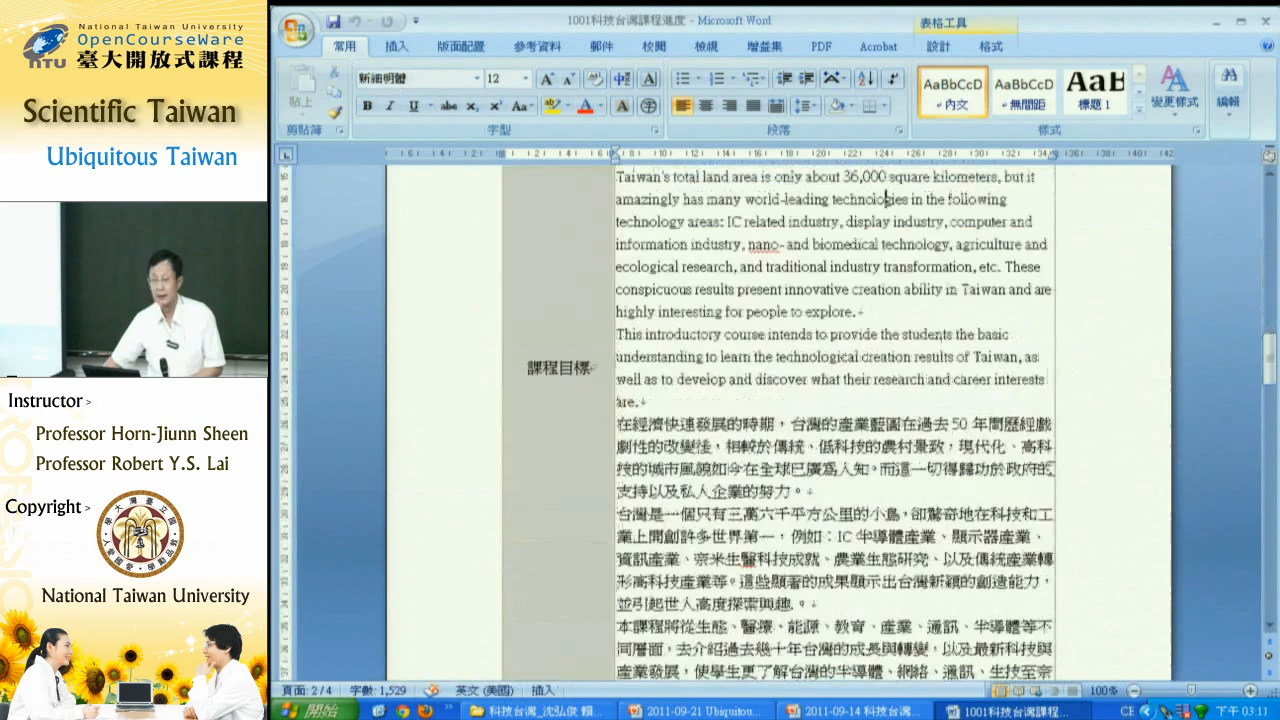 National Taiwan University
OpenCourseWare
NTU
臺大開放式課程
Scientific Taiwan
Ubiquitous Taiwan
Instructor >
Professor Horn-Jiunn Sheen
Professor Robert Y.S. Lai
Copyright >
National Taiwan University
1001科技台灣課程進度 - Microsoft Word
表格工具
常用 插入 版面配置 參考資料 郵件 校閱 檢視 增益集 PDF Acrobat 設計 格式
新細明體 12
貼上
AaBbCcD AaBbCcD AaB
內文 無間距 標題 1
變更樣式 編輯
剪貼簿 字型 段落 樣式
Taiwan's total land area is only about 36,000 square kilometers, but it
amazingly has many world-leading technologies in the following
technology areas: IC related industry, display industry, computer and
information industry, nano- and biomedical technology, agriculture and
ecological research, and traditional industry transformation, etc. These
conspicuous results present innovative creation ability in Taiwan and are
highly interesting for people to explore.
This introductory course intends to provide the students the basic
understanding to learn the technological creation results of Taiwan, as
well as to develop and discover what their research and career interests
are.
課程目標
在經濟快速發展的時期，台灣的產業藍圖在過去 50 年間歷經戲
劇性的改變後，相較於傳統、低科技的農村景致，現代化、高科
技的城市風貌如今在全球已廣為人知。而這一切得歸功於政府的
支持以及私人企業的努力。
台灣是一個只有三萬六千平方公里的小島，卻驚奇地在科技和工
業上開創許多世界第一，例如：IC 半導體產業、顯示器產業、
資訊產業、奈米生醫科技成就、農業生態研究、以及傳統產業轉
形高科技產業等。這些顯著的成果顯示出台灣新穎的創造能力，
並引起世人高度探索興趣.。
本課程將從生態、醫療、能源、教育、產業、通訊、半導體等不
同層面，去介紹過去幾十年台灣的成長與轉變，以及最新科技與
產業發展，使學生更了解台灣的半導體、網絡、通訊、生技至奈
頁面: 2/4 字數: 1,529 英文 (美國) 插入 100%
開始 科技台灣_沈弘俊 賴... 2011-09-21 Ubiquitou... 2011-09-14 科技台灣... 1001科技台灣課程... CE 下午 03:11